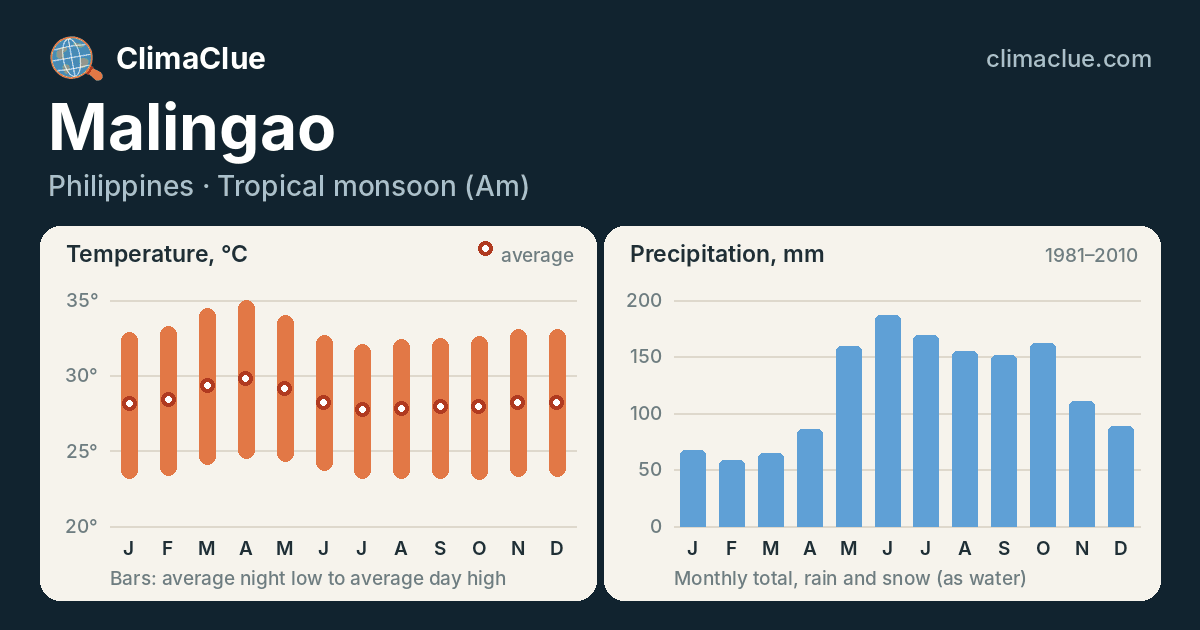 ClimaClue
climaclue.com
Malingao
Philippines · Tropical monsoon (Am)
Temperature, °C
average
35°
30°
25°
20°
J F M A M J J A S O N D
Bars: average night low to average day high
Precipitation, mm
1981–2010
200
150
100
50
0
J F M A M J J A S O N D
Monthly total, rain and snow (as water)